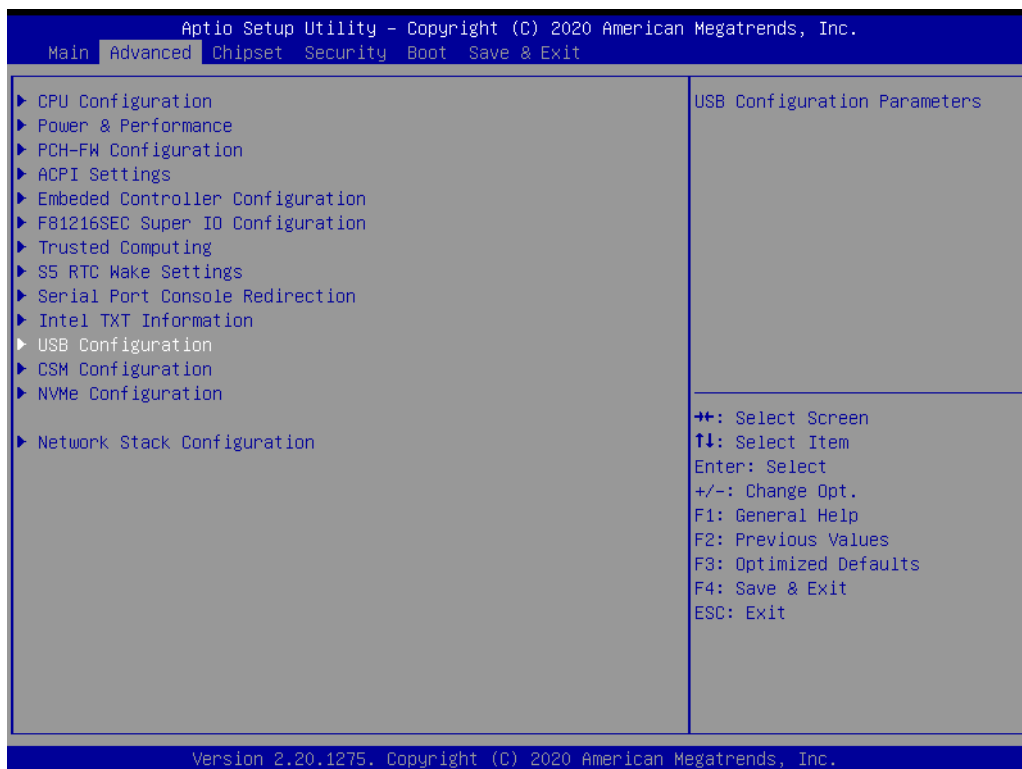 Aptio Setup Utility – Copyright (C) 2020 American Megatrends, Inc.
Main Advanced Chipset Security Boot Save & Exit
► CPU Configuration
► Power & Performance
► PCH-FW Configuration
► ACPI Settings
► Embeded Controller Configuration
► F81216SEC Super IO Configuration
► Trusted Computing
► S5 RTC Wake Settings
► Serial Port Console Redirection
► Intel TXT Information
► USB Configuration
► CSM Configuration
► NVMe Configuration
► Network Stack Configuration
USB Configuration Parameters
→←: Select Screen
↑↓: Select Item
Enter: Select
+/-: Change Opt.
F1: General Help
F2: Previous Values
F3: Optimized Defaults
F4: Save & Exit
ESC: Exit
Version 2.20.1275. Copyright (C) 2020 American Megatrends, Inc.